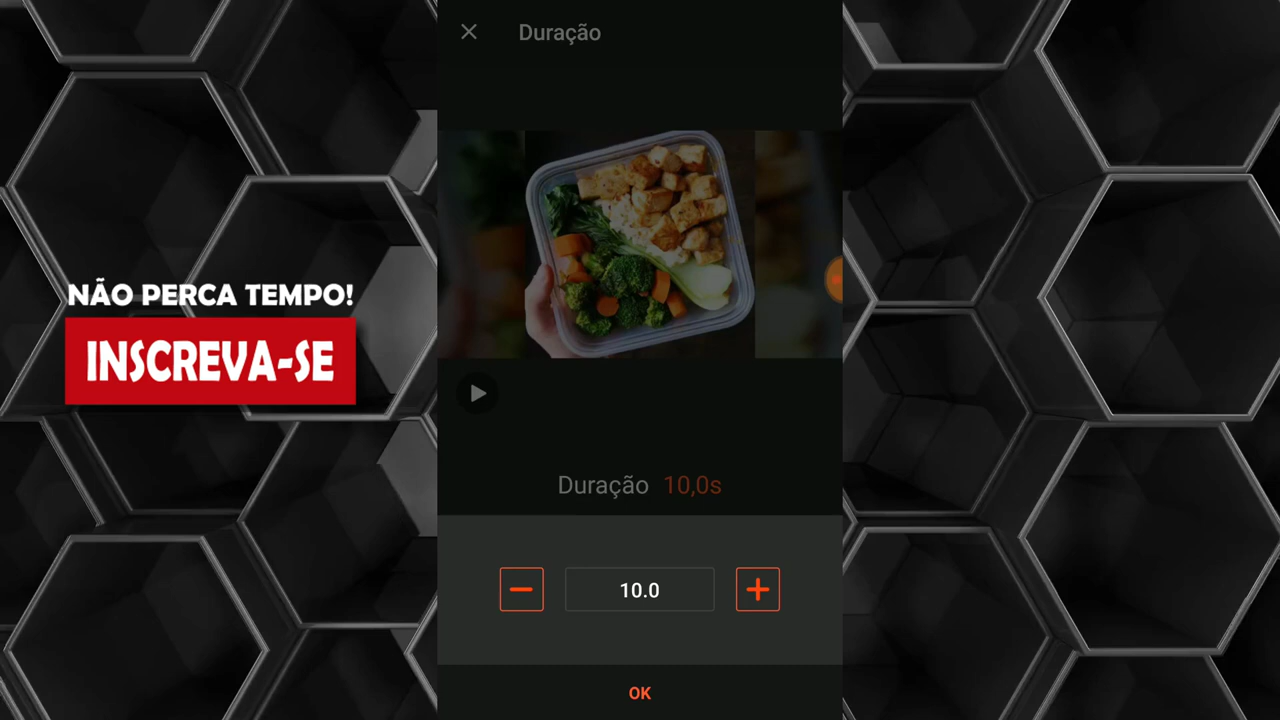 Duração
NÃO PERCA TEMPO!
INSCREVA-SE
Duração 10,0s
10.0
OK